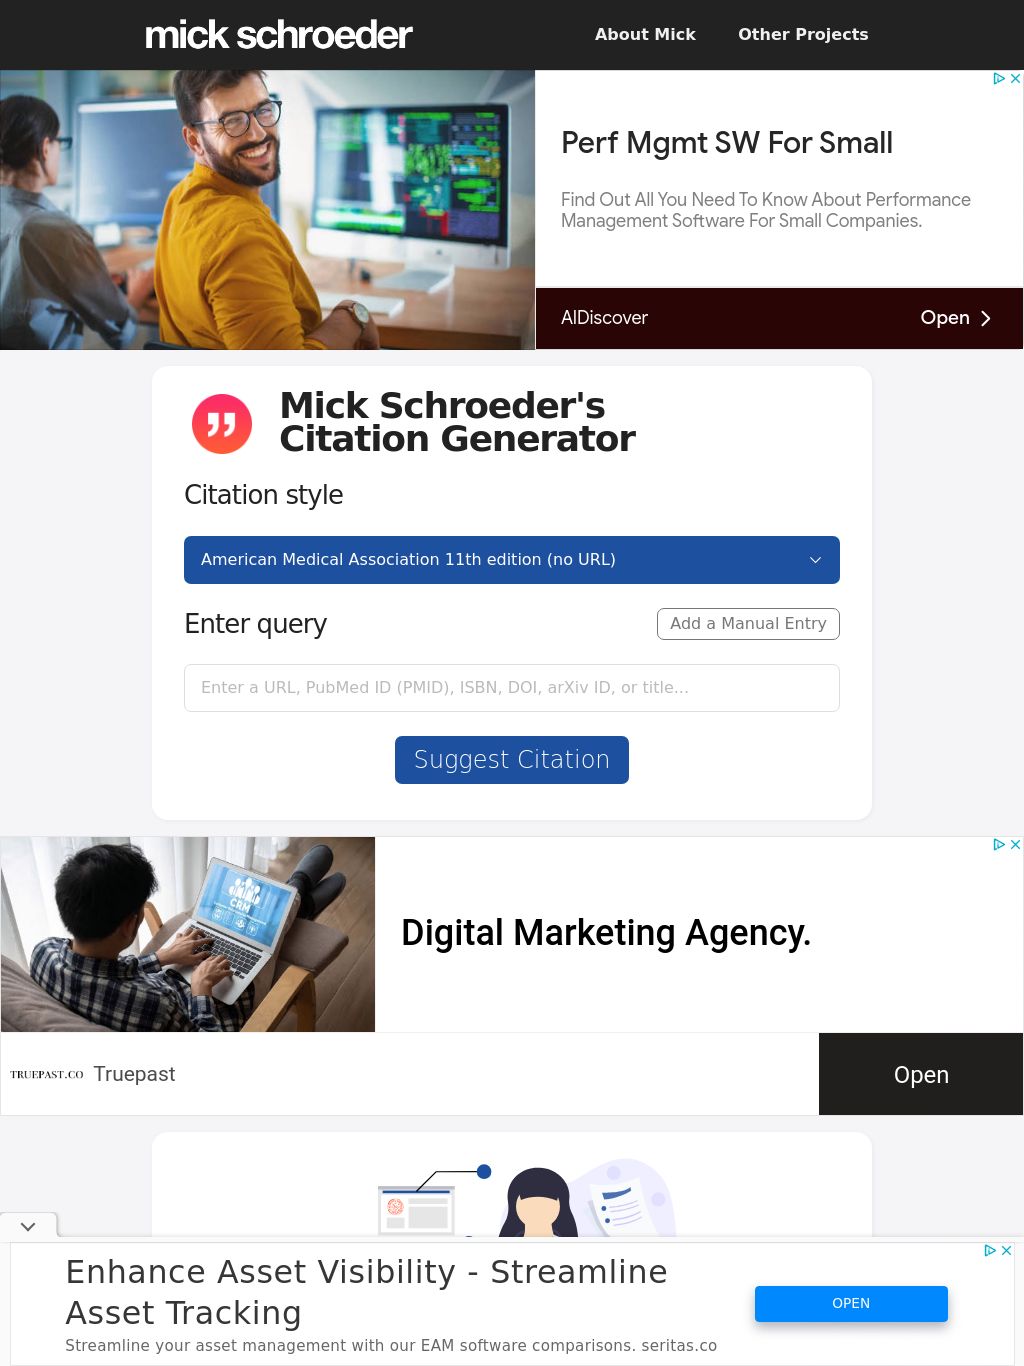 mick schroeder
About Mick
Other Projects
Perf Mgmt SW For Small
Find Out All You Need To Know About Performance
Management Software For Small Companies.
AIDiscover
Open
Mick Schroeder's
Citation Generator
Citation style
American Medical Association 11th edition (no URL)
Enter query
Add a Manual Entry
Enter a URL, PubMed ID (PMID), ISBN, DOI, arXiv ID, or title...
Suggest Citation
CRM
Digital Marketing Agency.
TRUEPAST.CO
Truepast
Open
Enhance Asset Visibility - Streamline
Asset Tracking
Streamline your asset management with our EAM software comparisons. seritas.co
OPEN